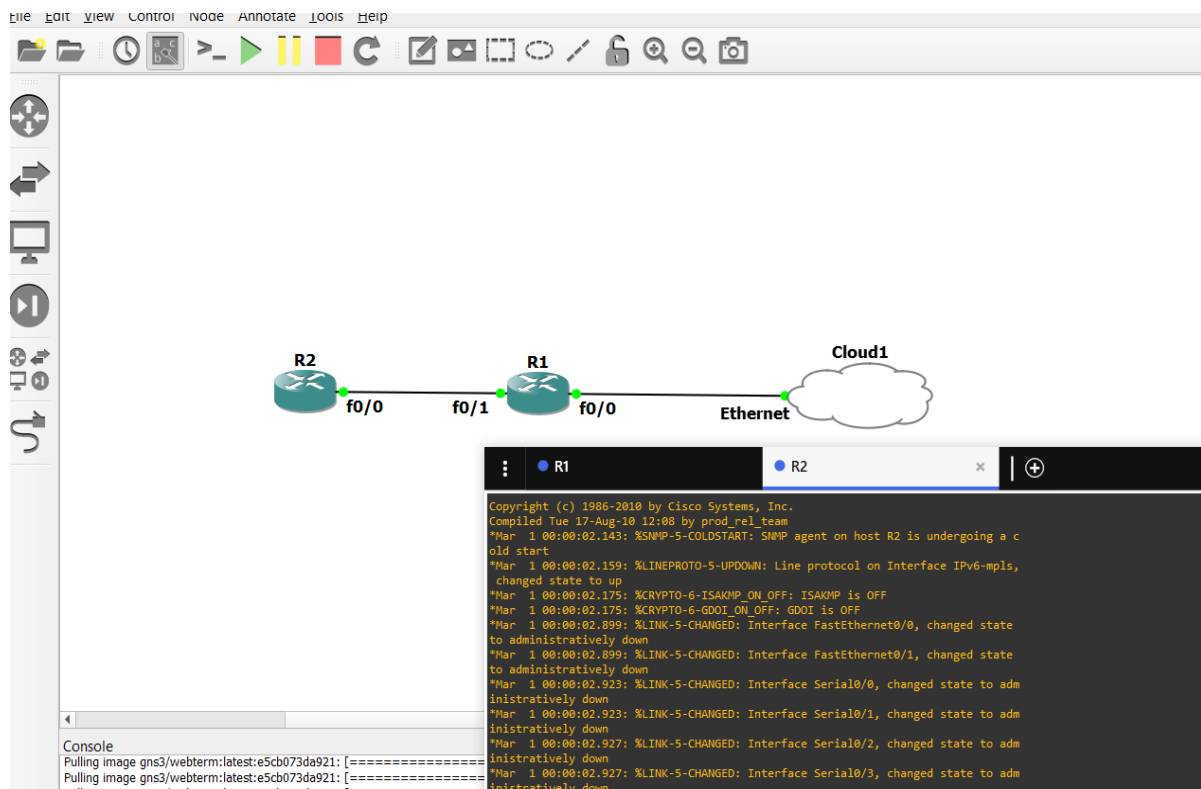 File Edit View Control Node Annotate Tools Help
R2
R1
Cloud1
f0/0
f0/1
f0/0
Ethernet
R1
R2
Copyright (c) 1986-2010 by Cisco Systems, Inc.
Compiled Tue 17-Aug-10 12:08 by prod_rel_team
*Mar  1 00:00:02.143: %SNMP-5-COLDSTART: SNMP agent on host R2 is undergoing a c
old start
*Mar  1 00:00:02.159: %LINEPROTO-5-UPDOWN: Line protocol on Interface IPv6-mpls,
 changed state to up
*Mar  1 00:00:02.175: %CRYPTO-6-ISAKMP_ON_OFF: ISAKMP is OFF
*Mar  1 00:00:02.175: %CRYPTO-6-GDOI_ON_OFF: GDOI is OFF
*Mar  1 00:00:02.899: %LINK-5-CHANGED: Interface FastEthernet0/0, changed state
to administratively down
*Mar  1 00:00:02.899: %LINK-5-CHANGED: Interface FastEthernet0/1, changed state
to administratively down
*Mar  1 00:00:02.923: %LINK-5-CHANGED: Interface Serial0/0, changed state to adm
inistratively down
*Mar  1 00:00:02.923: %LINK-5-CHANGED: Interface Serial0/1, changed state to adm
inistratively down
*Mar  1 00:00:02.927: %LINK-5-CHANGED: Interface Serial0/2, changed state to adm
inistratively down
*Mar  1 00:00:02.927: %LINK-5-CHANGED: Interface Serial0/3, changed state to adm
inistratively down
Console
Pulling image gns3/webterm:latest:e5cb073da921: [================
Pulling image gns3/webterm:latest:e5cb073da921: [================